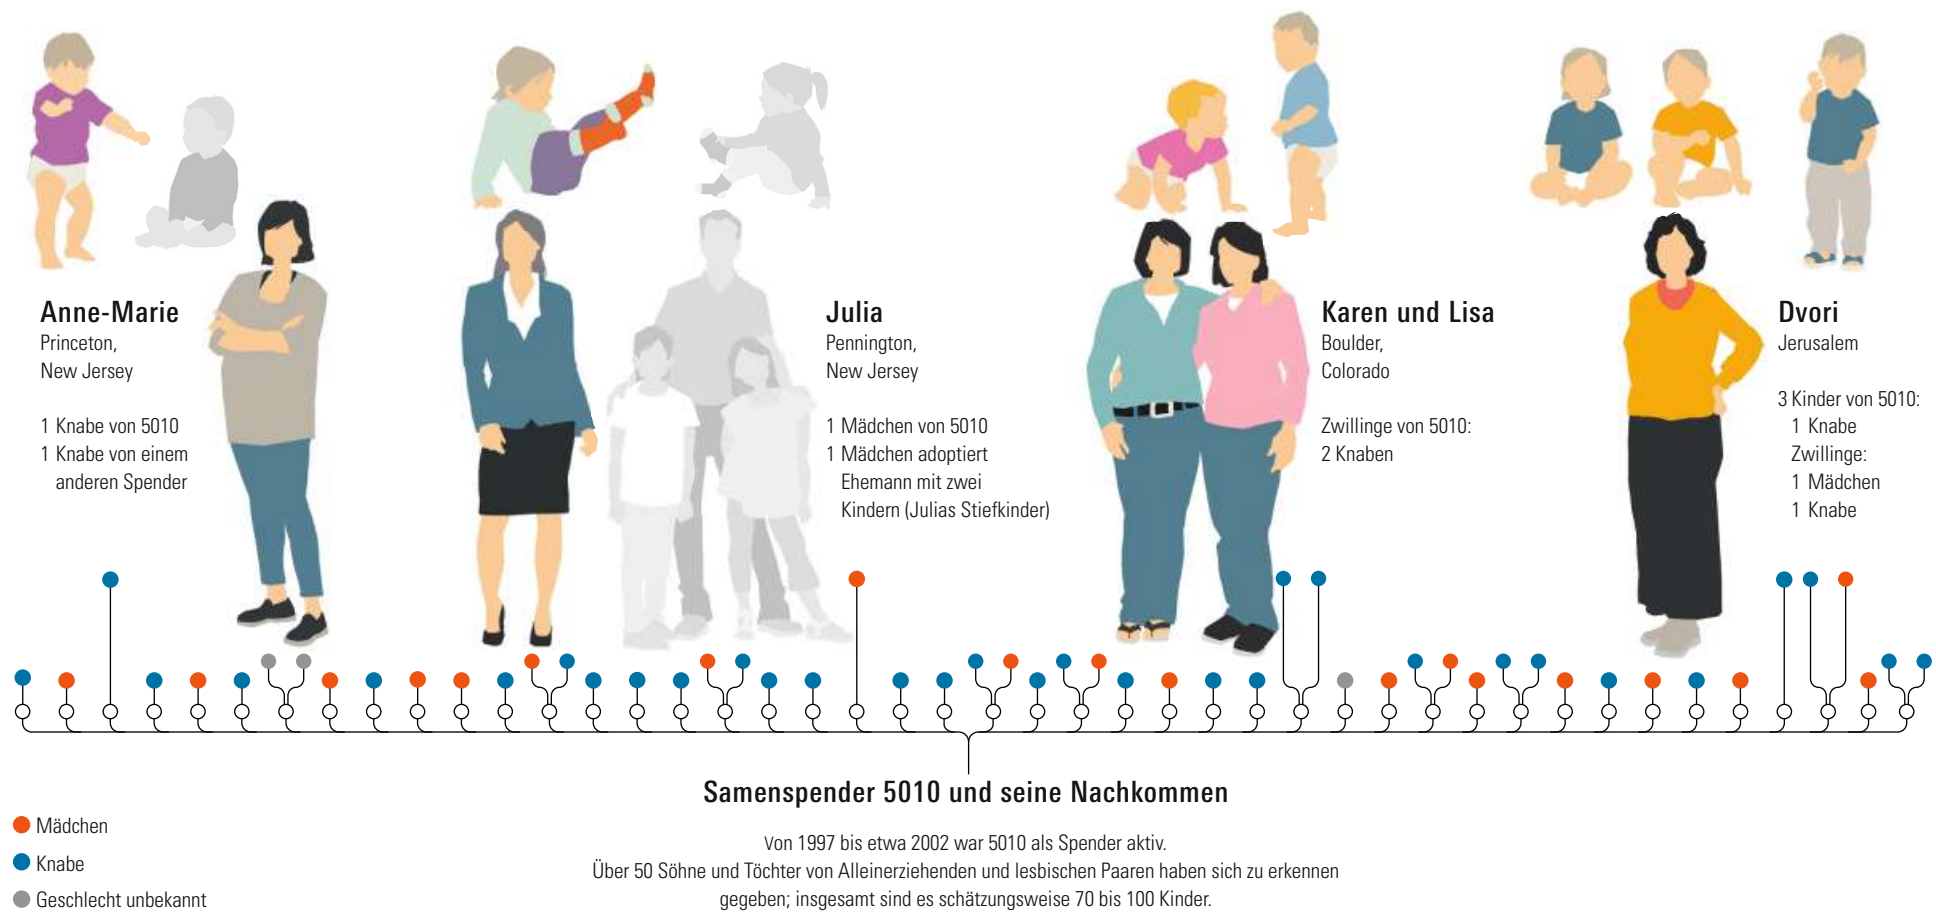 Anne-Marie
Princeton,
New Jersey
1 Knabe von 5010
1 Knabe von einem
anderen Spender
Julia
Pennington,
New Jersey
1 Mädchen von 5010
1 Mädchen adoptiert
Ehemann mit zwei
Kindern (Julias Stiefkinder)
Karen und Lisa
Boulder,
Colorado
Zwillinge von 5010:
2 Knaben
Dvori
Jerusalem
3 Kinder von 5010:
1 Knabe
Zwillinge:
1 Mädchen
1 Knabe
Samenspender 5010 und seine Nachkommen
Von 1997 bis etwa 2002 war 5010 als Spender aktiv.
Über 50 Söhne und Töchter von Alleinerziehenden und lesbischen Paaren haben sich zu erkennen
gegeben; insgesamt sind es schätzungsweise 70 bis 100 Kinder.
Mädchen
Knabe
Geschlecht unbekannt